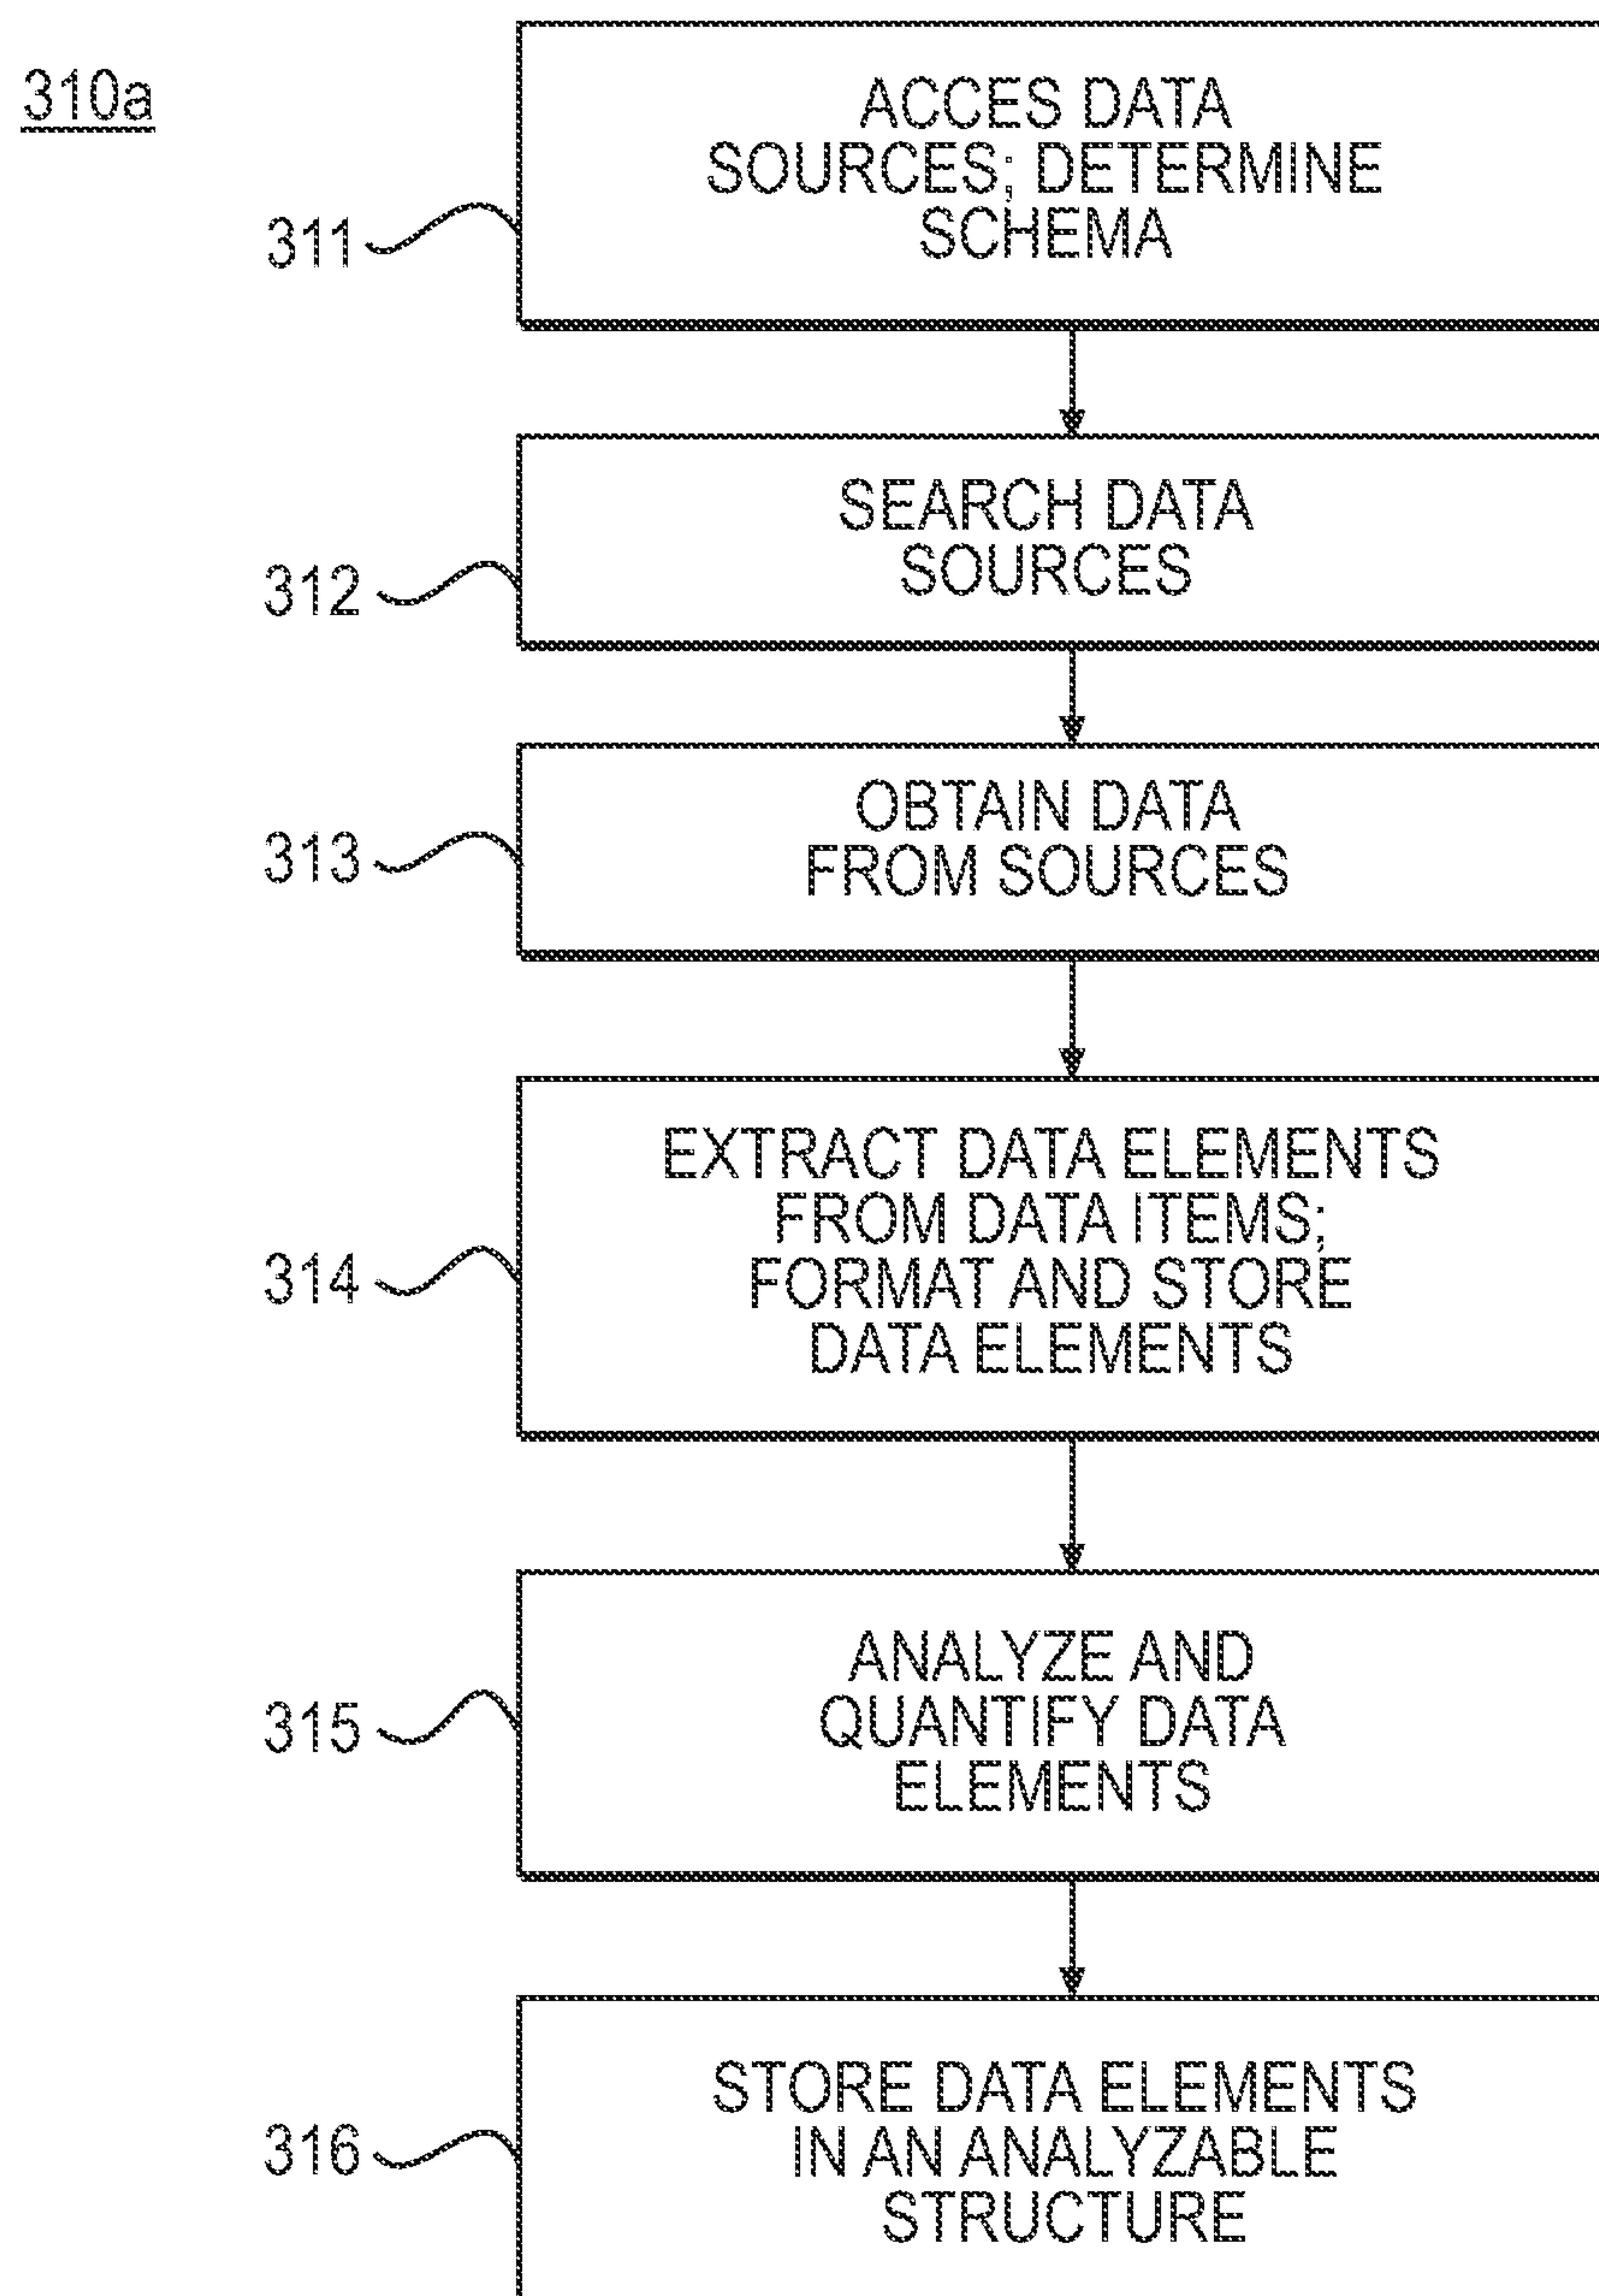 310a
ACCES DATA
SOURCES; DETERMINE
SCHEMA
311
SEARCH DATA
SOURCES
312
OBTAIN DATA
FROM SOURCES
313
EXTRACT DATA ELEMENTS
FROM DATA ITEMS;
FORMAT AND STORE
DATA ELEMENTS
314
ANALYZE AND
QUANTIFY DATA
ELEMENTS
315
STORE DATA ELEMENTS
IN AN ANALYZABLE
STRUCTURE
316